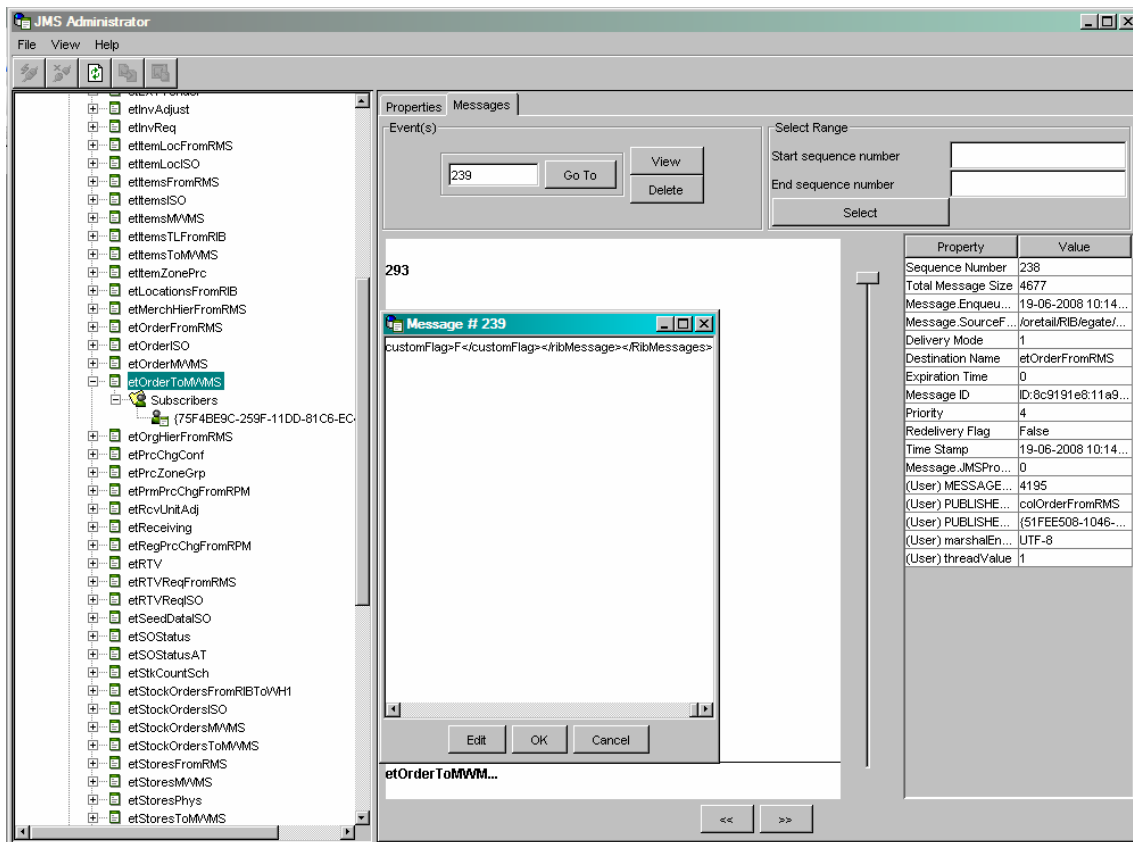 JMS Administrator
File View Help
etInvAdjust
etInvReq
etItemLocFromRMS
etItemLocISO
etItemsFromRMS
etItemsISO
etItemsMWMS
etItemsTLFromRIB
etItemsToMWMS
etItemZonePrc
etLocationsFromRIB
etMerchHierFromRMS
etOrderFromRMS
etOrderISO
etOrderMWMS
etOrderToMWMS
Subscribers
{75F4BE9C-259F-11DD-81C6-EC
etOrgHierFromRMS
etPrcChgConf
etPrcZoneGrp
etPrmPrcChgFromRPM
etRcvUnitAdj
etReceiving
etRegPrcChgFromRPM
etRTV
etRTVReqFromRMS
etRTVReqISO
etSeedDataISO
etSOStatus
etSOStatusAT
etStkCountSch
etStockOrdersFromRIBToWH1
etStockOrdersISO
etStockOrdersMWMS
etStockOrdersToMWMS
etStoresFromRMS
etStoresMWMS
etStoresPhys
etStoresToMWMS
Properties Messages
Event(s)
239 Go To
View
Delete
Select Range
Start sequence number
End sequence number
Select
293
Message # 239
customFlag>F</customFlag></ribMessage></RibMessages>
Edit OK Cancel
etOrderToMWM...
<< >>
Property Value
Sequence Number 238
Total Message Size 4677
Message.Enqueu... 19-06-2008 10:14...
Message.SourceF... /oretail/RIB/egate/...
Delivery Mode 1
Destination Name etOrderFromRMS
Expiration Time 0
Message ID ID:8c9191e8:11a9...
Priority 4
Redelivery Flag False
Time Stamp 19-06-2008 10:14...
Message.JMSPro... 0
(User) MESSAGE... 4195
(User) PUBLISHE... colOrderFromRMS
(User) PUBLISHE... {51FEE508-1046-...
(User) marshalEn... UTF-8
(User) threadValue 1